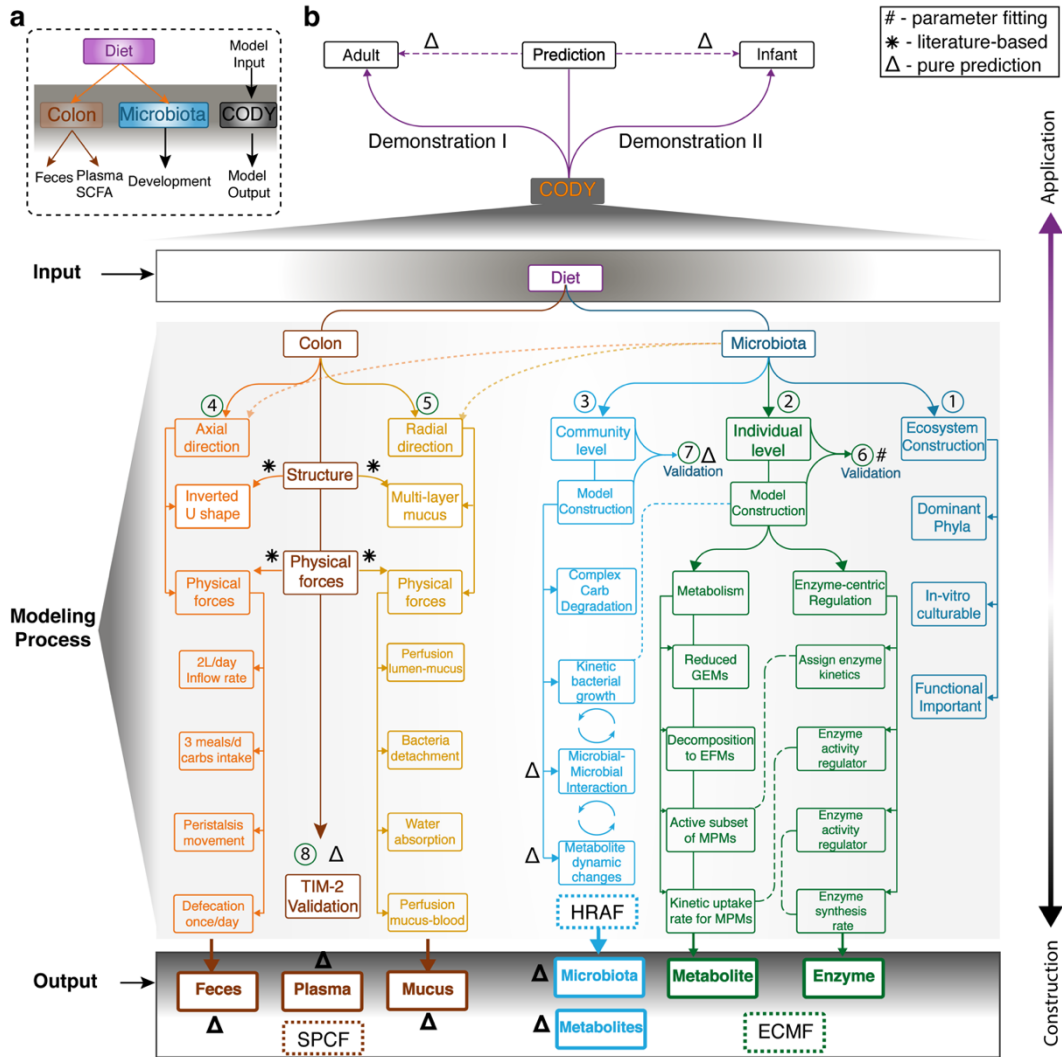 a
Diet
Model
Input
Colon
Microbiota
CODY
Feces
Plasma
SCFA
Development
Model
Output
b
Adult
Δ
Prediction
Δ
Infant
Demonstration I
Demonstration II
CODY
# - parameter fitting
* - literature-based
Δ - pure prediction
Application
Construction
Input
Diet
Modeling
Process
Colon
Microbiota
4
Axial
direction
5
Radial
direction
3
Community
level
2
Individual
level
1
Ecosystem
Construction
* Structure *
Inverted
U shape
Multi-layer
mucus
7 Δ
Validation
6 #
Validation
Model
Construction
Model
Construction
Dominant
Phyla
* Physical *
forces
Physical
forces
Physical
forces
Complex
Carb
Degradation
Metabolism
Enzyme-centric
Regulation
In-vitro
culturable
2L/day
Inflow rate
Perfusion
lumen-mucus
Kinetic
bacterial
growth
Reduced
GEMs
Assign enzyme
kinetics
Functional
Important
3 meals/d
carbs intake
Bacteria
detachment
Δ
Microbial-
Microbial
Interaction
Decomposition
to EFMs
Enzyme
activity
regulator
Peristalsis
movement
8 Δ
TIM-2
Validation
Water
absorption
Δ
Metabolite
dynamic
changes
Active subset
of MPMs
Enzyme
activity
regulator
Defecation
once/day
Perfusion
mucus-blood
HRAF
Kinetic uptake
rate for MPMs
Enzyme
synthesis
rate
Output
Feces
Δ
Δ
Plasma
Mucus
Δ
Δ
Microbiota
Metabolite
Enzyme
SPCF
Δ
Metabolites
ECMF